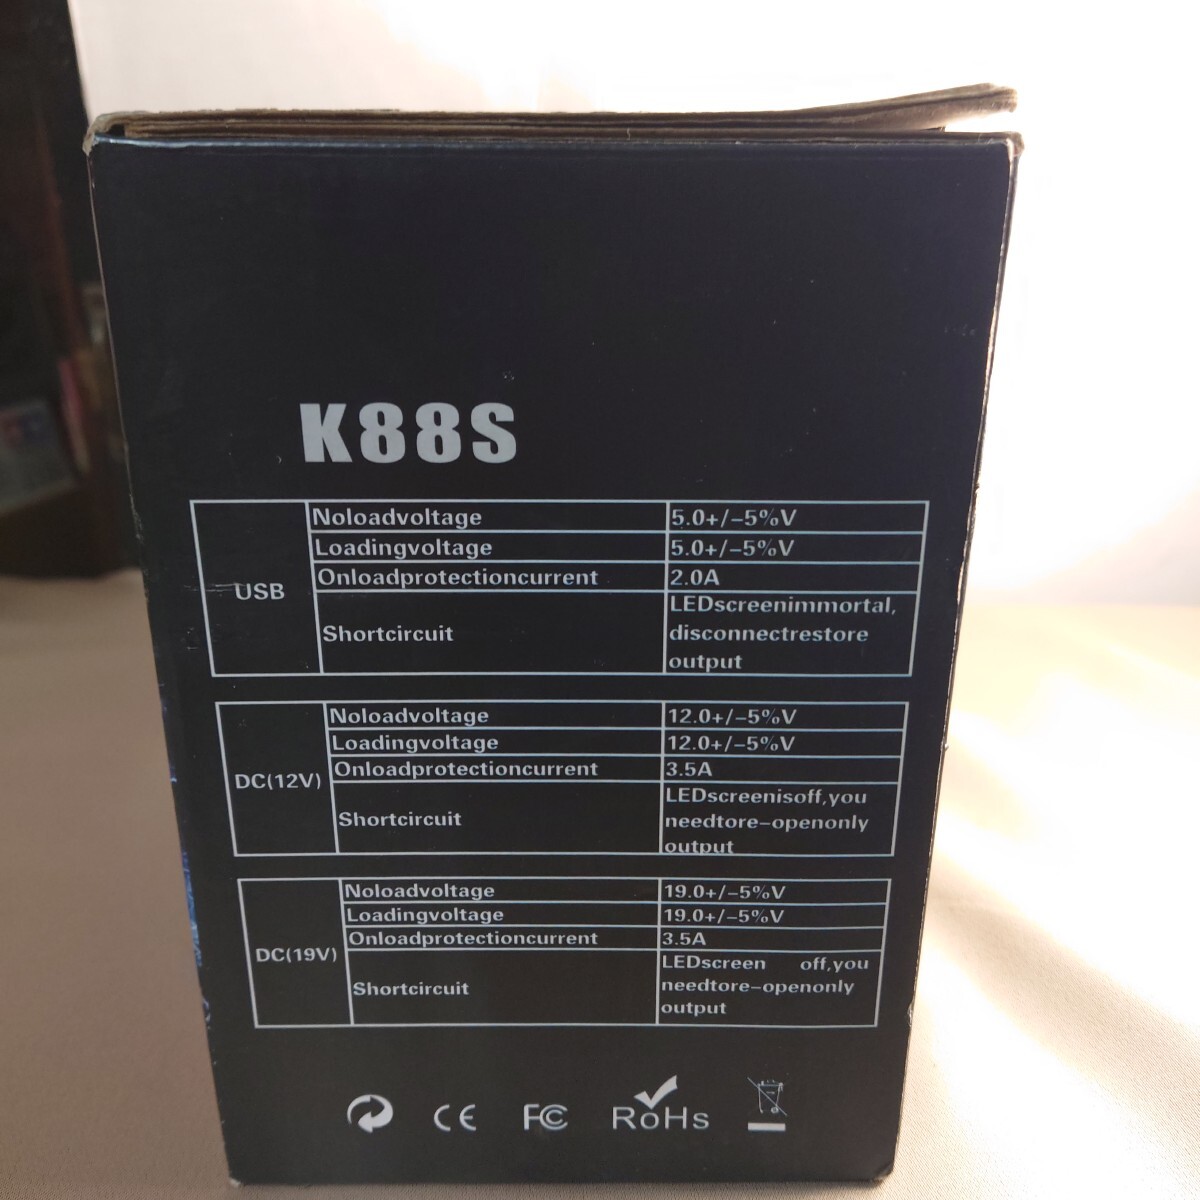 K88S
USB
Noloadvoltage 5.0+/-5%V
Loadingvoltage 5.0+/-5%V
Onloadprotectioncurrent 2.0A
Shortcircuit
LEDscreenimmortal,
disconnectrestore
output
DC(12V)
Noloadvoltage 12.0+/-5%V
Loadingvoltage 12.0+/-5%V
Onloadprotectioncurrent 3.5A
Shortcircuit
LEDscreenisoff,you
needtore-openonly
output
DC(19V)
Noloadvoltage 19.0+/-5%V
Loadingvoltage 19.0+/-5%V
Onloadprotectioncurrent 3.5A
Shortcircuit
LEDscreen off,you
needtore-openonly
output
CE FC RoHs